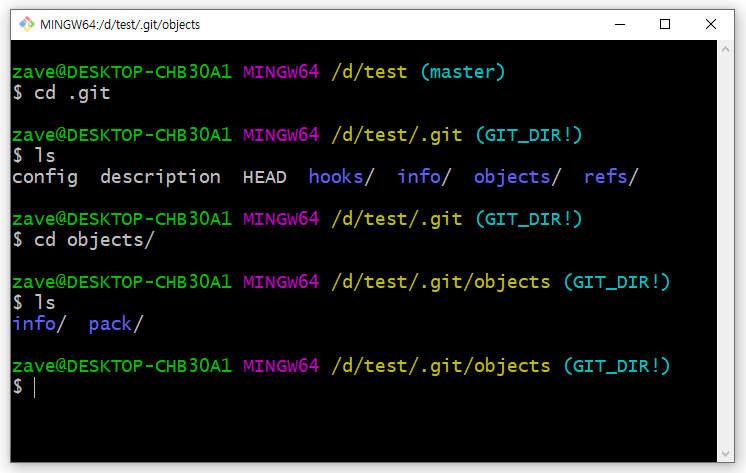 MINGW64:/d/test/.git/objects
zave@DESKTOP-CHB30A1 MINGW64 /d/test (master)
$ cd .git
zave@DESKTOP-CHB30A1 MINGW64 /d/test/.git (GIT_DIR!)
$ ls
config  description  HEAD  hooks/  info/  objects/  refs/
zave@DESKTOP-CHB30A1 MINGW64 /d/test/.git (GIT_DIR!)
$ cd objects/
zave@DESKTOP-CHB30A1 MINGW64 /d/test/.git/objects (GIT_DIR!)
$ ls
info/  pack/
zave@DESKTOP-CHB30A1 MINGW64 /d/test/.git/objects (GIT_DIR!)
$